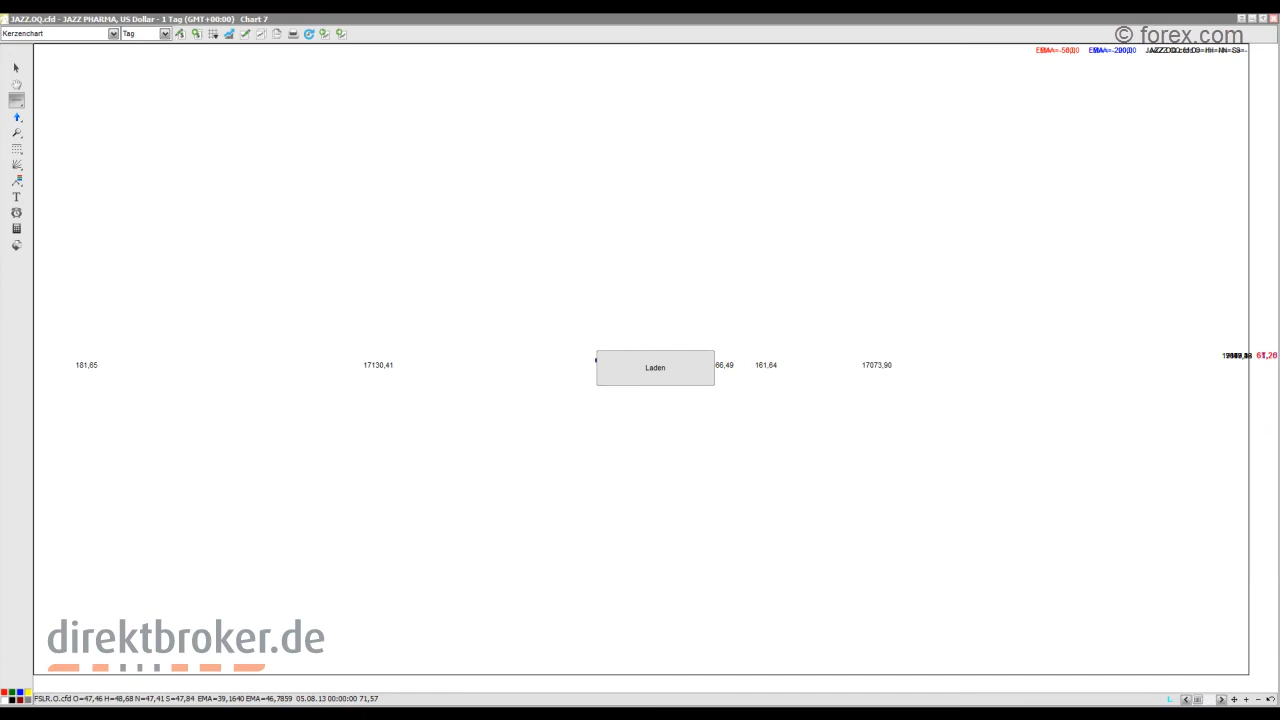 JAZZ.OQ.cfd - JAZZ PHARMA, US Dollar - 1 Tag (GMT+00:00) Chart 7
Kerzenchart Tag
© forex.com
T
181,65 17130,41 Laden 66,49 161,64 17073,90
direktbroker.de
FSLR.O.cfd O=47,46 H=48,68 N=47,41 S=47,84 EMA=39,1640 EMA=46,7859 05.08.13 00:00:00 71,57
L